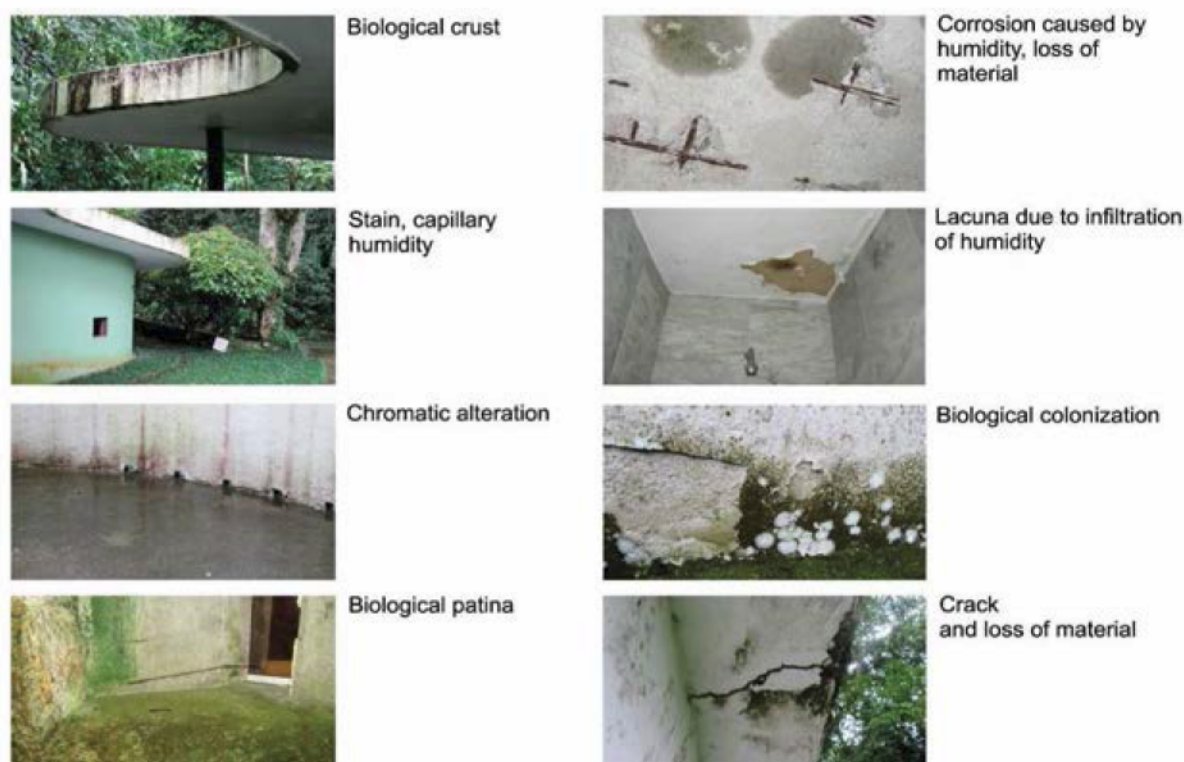 Biological crust
Corrosion caused by
humidity, loss of
material
Stain, capillary
humidity
Lacuna due to infiltration
of humidity
Chromatic alteration
Biological colonization
Biological patina
Crack
and loss of material